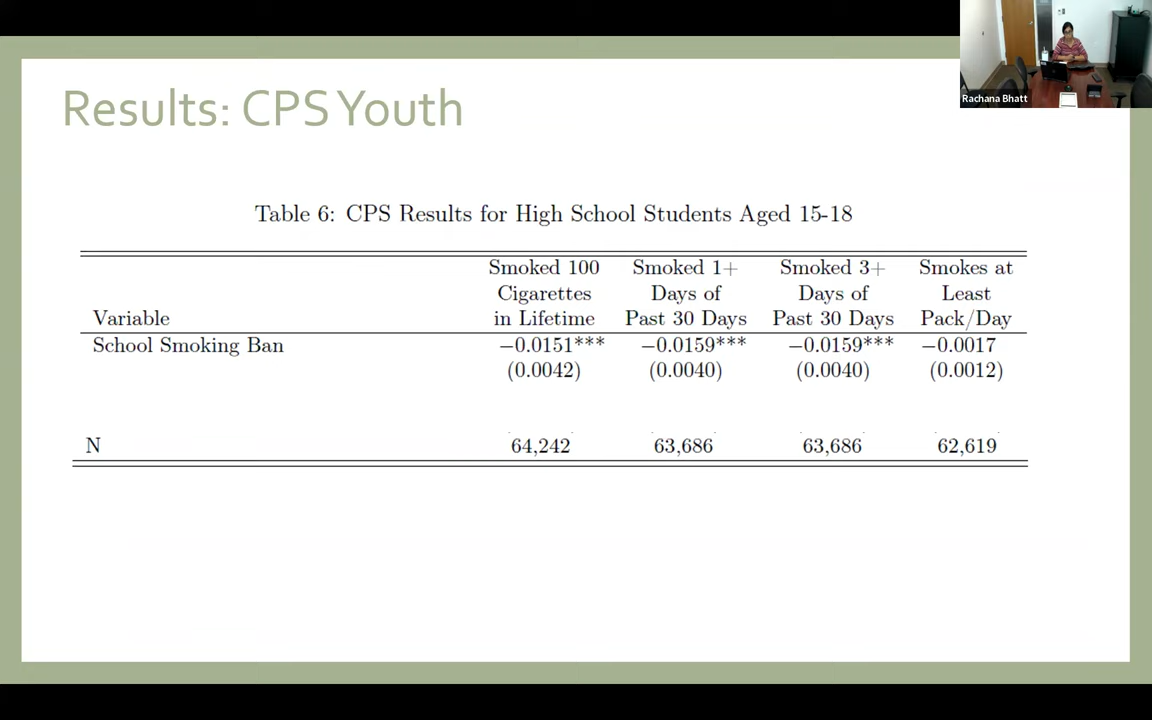 Results: CPS Youth
Rachana Bhatt
Table 6: CPS Results for High School Students Aged 15-18
Smoked 100 Smoked 1+ Smoked 3+ Smokes at
Cigarettes Days of Days of Least
Variable in Lifetime Past 30 Days Past 30 Days Pack/Day
School Smoking Ban −0.0151*** −0.0159*** −0.0159*** −0.0017
(0.0042) (0.0040) (0.0040) (0.0012)
N 64,242 63,686 63,686 62,619